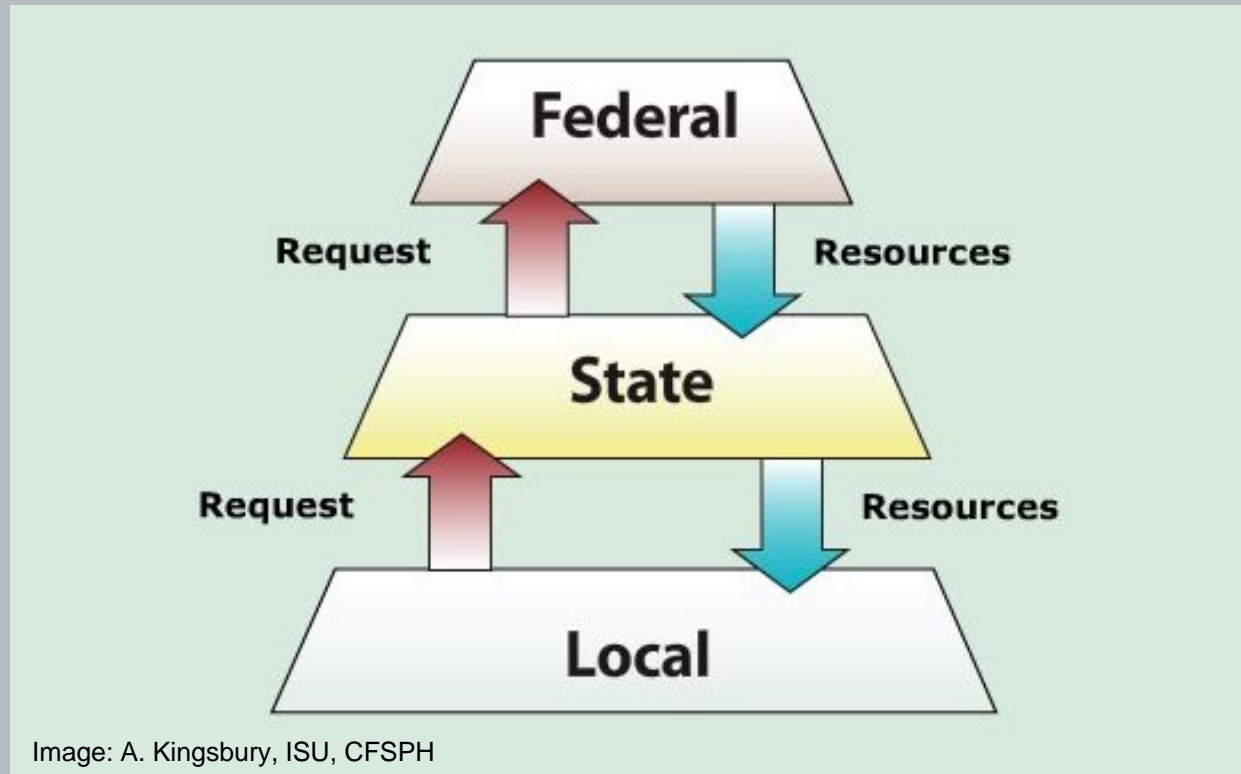 Federal
Request
Resources
State
Request
Resources
Local
Image: A. Kingsbury, ISU, CFSPH